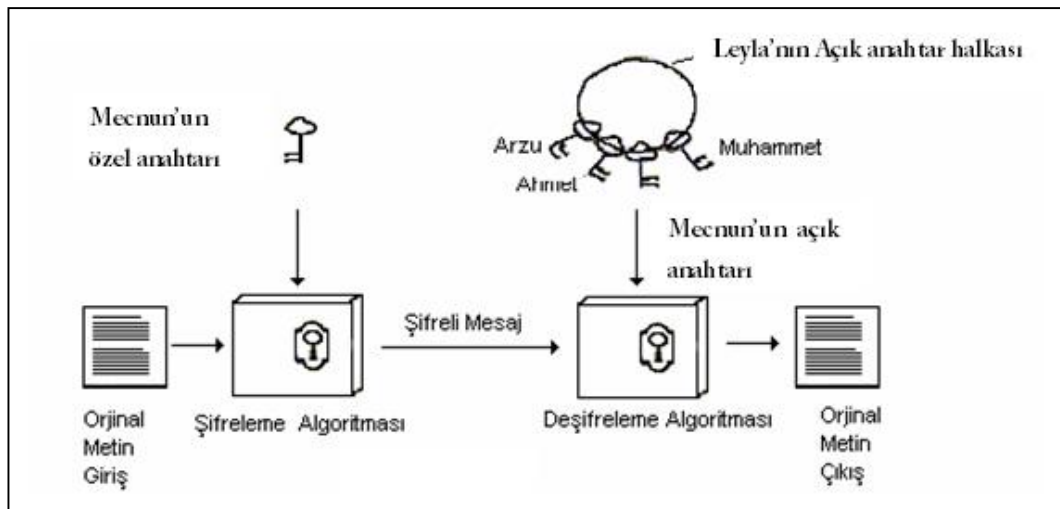 Leyla'nın Açık anahtar halkası
Mecnun'un
özel anahtarı
Arzu
Ahmet
Muhammet
Mecnun'un açık
anahtarı
Şifreli Mesaj
Orjinal
Metin
Giriş
Şifreleme Algoritması
Deşifreleme Algoritması
Orjinal
Metin
Çıkış